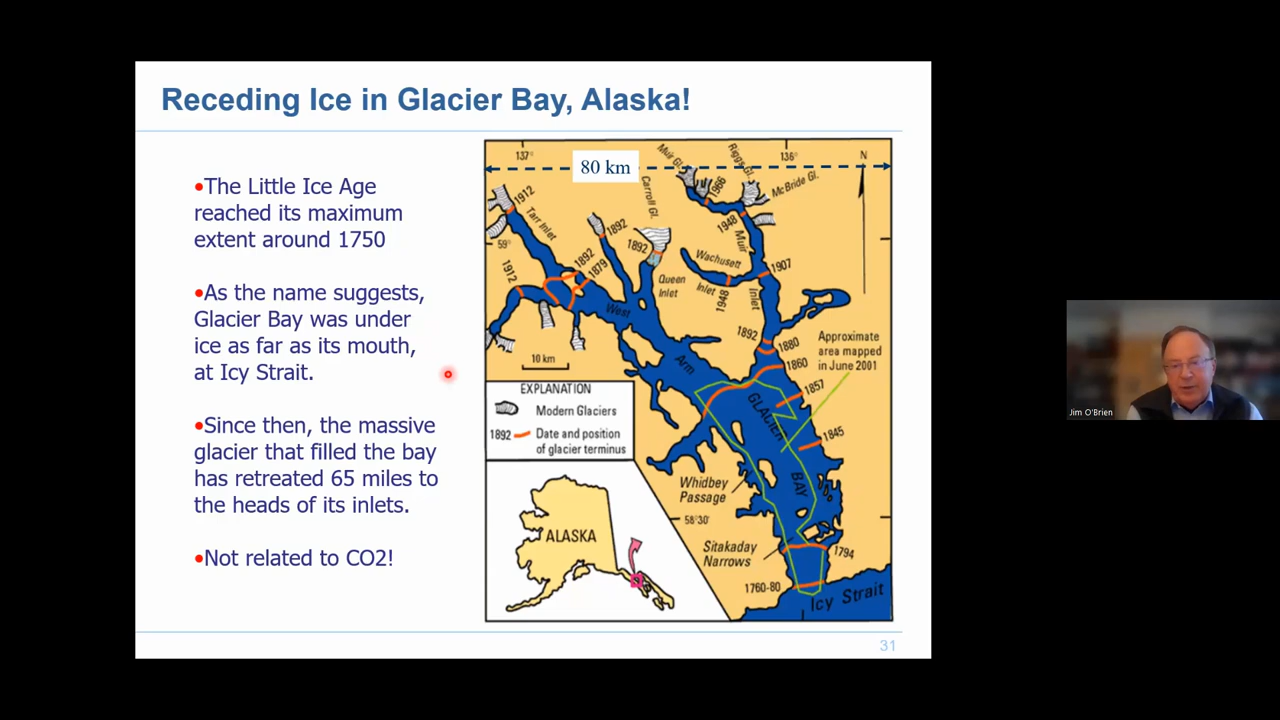 Receding Ice in Glacier Bay, Alaska!
•The Little Ice Age
reached its maximum
extent around 1750
•As the name suggests,
Glacier Bay was under
ice as far as its mouth,
at Icy Strait.
•Since then, the massive
glacier that filled the bay
has retreated 65 miles to
the heads of its inlets.
•Not related to CO2!
137°
80 km
136°
N
Muir Gl.
Riggs Gl.
McBride Gl.
Carroll Gl.
1966
1912
Tarr Inlet
1892
1948
Muir
59°
1892
Wachusett
1892
1879
1907
1912
Queen
Inlet
Inlet
1948
Inlet
West
Arm
1892
1880
1860
Approximate
area mapped
in June 2001
10 km
1857
EXPLANATION
Modern Glaciers
1892
Date and position
of glacier terminus
GLACIER
1845
BAY
Whidbey
Passage
58°30'
ALASKA
Sitakaday
Narrows
1794
1760-80
Icy Strait
31
Jim O'Brien